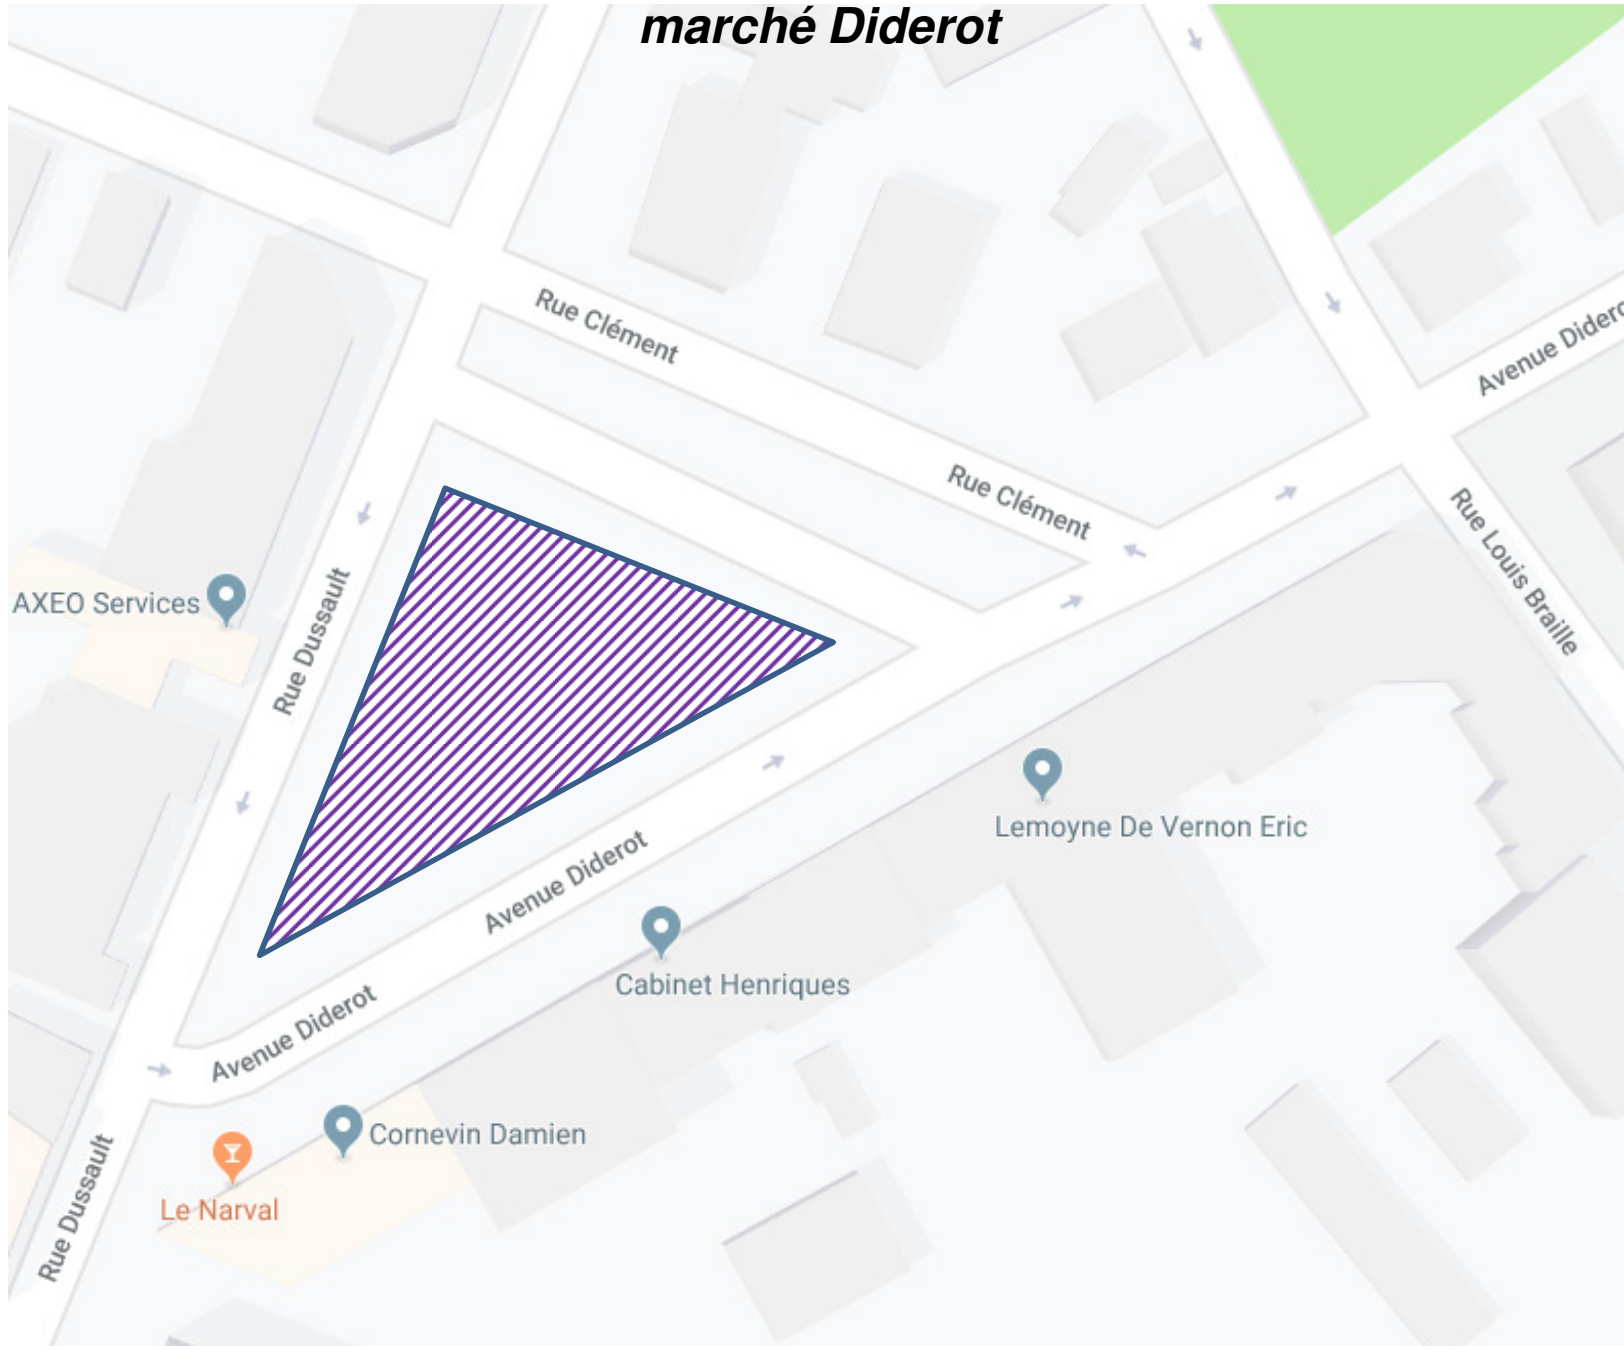 marché Diderot
Rue Clément
Avenue Didero
Rue Clément
Rue Louis Braille
AXEO Services
Rue Dussault
Lemoyne De Vernon Eric
Avenue Diderot
Cabinet Henriques
Avenue Diderot
Cornevin Damien
Le Narval
Rue Dussault